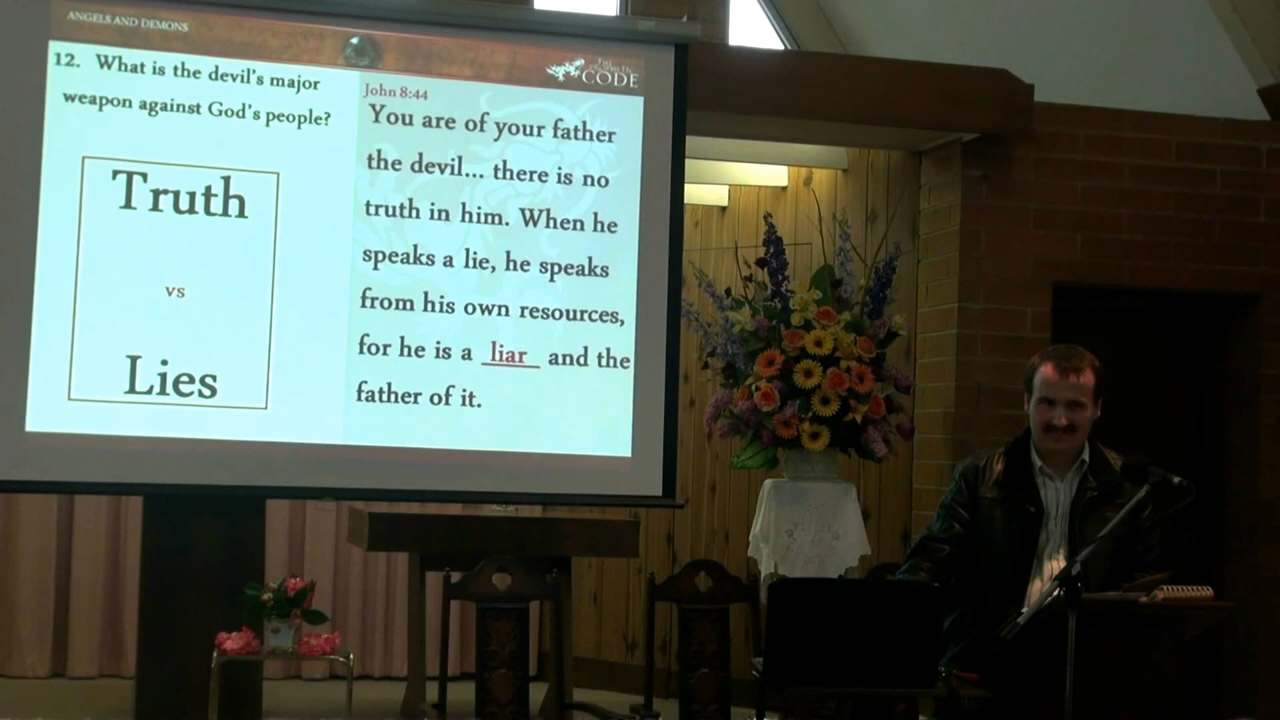 ANGELS AND DEMONS
12. What is the devil's major
weapon against God's people?
Truth
vs
Lies
CODE
John 8:44
You are of your father
the devil... there is no
truth in him. When he
speaks a lie, he speaks
from his own resources,
for he is a liar and the
father of it.